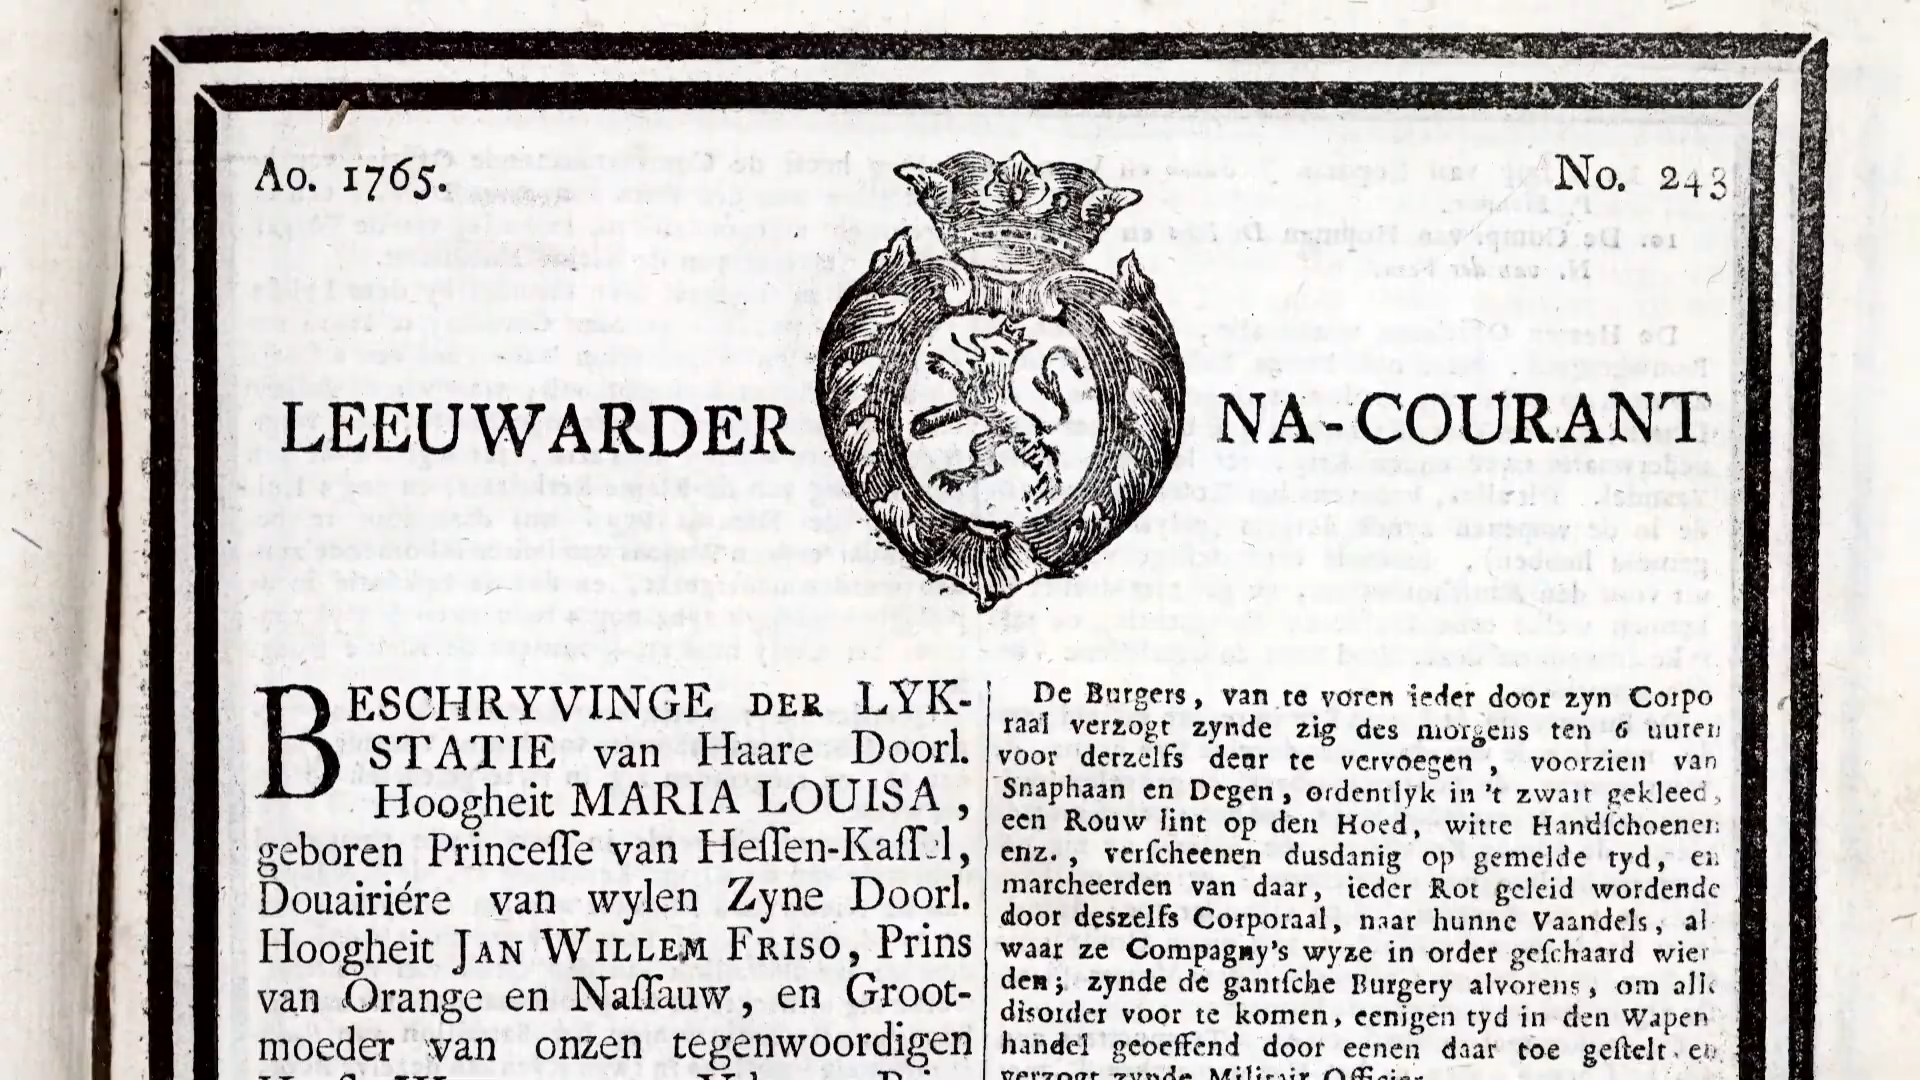 Ao. 1765.
No. 243
LEEUWARDER NA-COURANT
BESCHRYVINGE DER LYK-
STATIE van Haare Doorl.
Hoogheit MARIA LOUISA,
geboren Princeſſe van Heſſen-Kaſſel,
Douairiére van wylen Zyne Doorl.
Hoogheit JAN WILLEM FRISO, Prins
van Orange en Naſſauw, en Groot-
moeder van onzen tegenwoordigen
De Burgers, van te voren ieder door zyn Corpo
raal verzogt zynde zig des morgens ten 6 uuren
voor derzelfs deur te vervoegen, voorzien van
Snaphaan en Degen, ordentlyk in 't zwart gekleed,
een Rouw lint op den Hoed, witte Handſchoenen
enz., verſcheenen dusdanig op gemelde tyd, en
marcheerden van daar, ieder Rot geleid wordende
door deszelfs Corporaal, naar hunne Vaandels, al
waar ze Compagny's wyze in order geſchaard wier
den; zynde de gantſche Burgery alvorens, om alle
disorder voor te komen, eenigen tyd in den Wapen
handel geoeffend door eenen daar toe geſtelt en
verzogt zynde Militair Officier